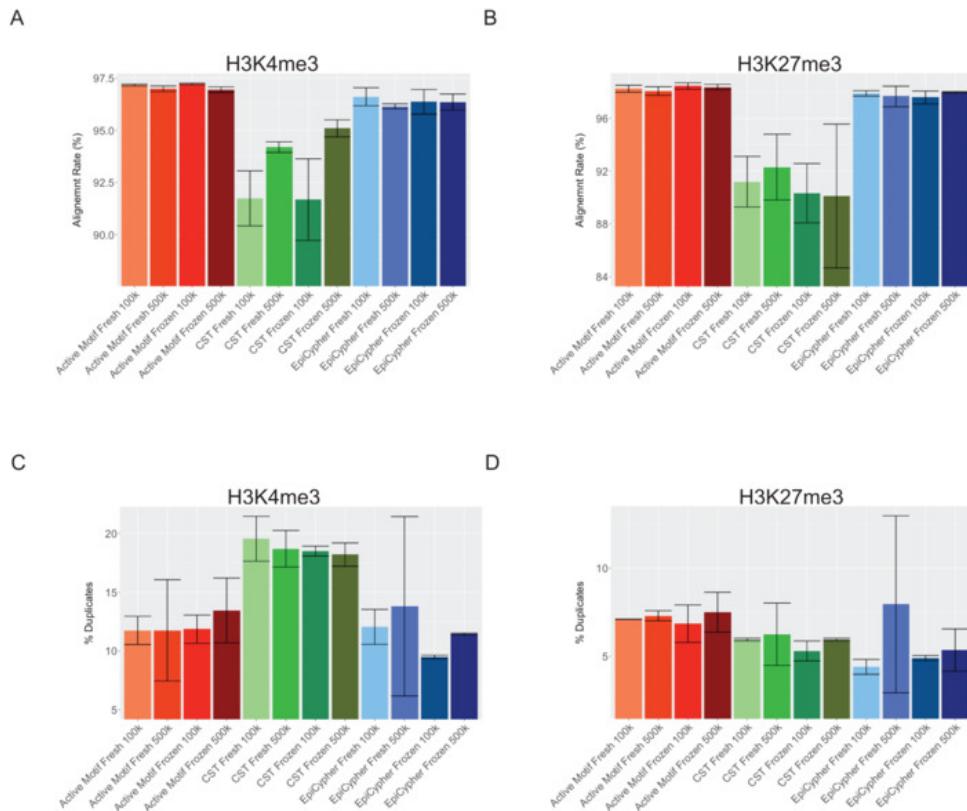 A
H3K4me3
Alignemnt Rate (%)
97.5
95.0
92.5
90.0
Active Motif Fresh 100k
Active Motif Fresh 500k
Active Motif Frozen 100k
Active Motif Frozen 500k
CST Fresh 100k
CST Fresh 500k
CST Frozen 100k
CST Frozen 500k
EpiCypher Fresh 100k
EpiCypher Fresh 500k
EpiCypher Frozen 100k
EpiCypher Frozen 500k
B
H3K27me3
Alignemnt Rate (%)
96
92
88
84
Active Motif Fresh 100k
Active Motif Fresh 500k
Active Motif Frozen 100k
Active Motif Frozen 500k
CST Fresh 100k
CST Fresh 500k
CST Frozen 100k
CST Frozen 500k
EpiCypher Fresh 100k
EpiCypher Fresh 500k
EpiCypher Frozen 100k
EpiCypher Frozen 500k
C
H3K4me3
% Duplicates
20
15
10
5
Active Motif Fresh 100k
Active Motif Fresh 500k
Active Motif Frozen 100k
Active Motif Frozen 500k
CST Fresh 100k
CST Fresh 500k
CST Frozen 100k
CST Frozen 500k
EpiCypher Fresh 100k
EpiCypher Fresh 500k
EpiCypher Frozen 100k
EpiCypher Frozen 500k
D
H3K27me3
% Duplicates
10
5
Active Motif Fresh 100k
Active Motif Fresh 500k
Active Motif Frozen 100k
Active Motif Frozen 500k
CST Fresh 100k
CST Fresh 500k
CST Frozen 100k
CST Frozen 500k
EpiCypher Fresh 100k
EpiCypher Fresh 500k
EpiCypher Frozen 100k
EpiCypher Frozen 500k